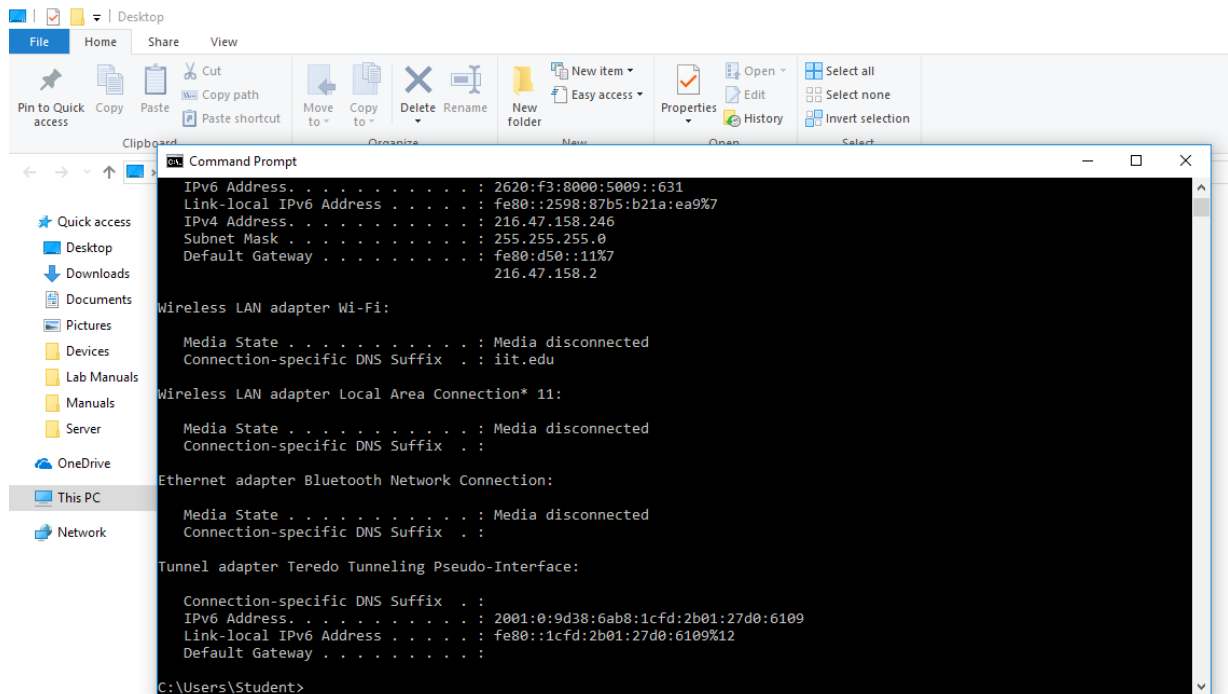 Desktop
File Home Share View
Pin to Quick access
Copy
Paste
Cut
Copy path
Paste shortcut
Move to
Copy to
Delete
Rename
New folder
New item
Easy access
Properties
Open
Edit
History
Select all
Select none
Invert selection
Clipboard Organize New Open Select
Command Prompt
Quick access
Desktop
Downloads
Documents
Pictures
Devices
Lab Manuals
Manuals
Server
OneDrive
This PC
Network
IPv6 Address. . . . . . . . . . . : 2620:f3:8000:5009::631
Link-local IPv6 Address . . . . . : fe80::2598:87b5:b21a:ea9%7
IPv4 Address. . . . . . . . . . . : 216.47.158.246
Subnet Mask . . . . . . . . . . . : 255.255.255.0
Default Gateway . . . . . . . . . : fe80:d50::11%7
216.47.158.2
Wireless LAN adapter Wi-Fi:
Media State . . . . . . . . . . . : Media disconnected
Connection-specific DNS Suffix . : iit.edu
Wireless LAN adapter Local Area Connection* 11:
Media State . . . . . . . . . . . : Media disconnected
Connection-specific DNS Suffix . :
Ethernet adapter Bluetooth Network Connection:
Media State . . . . . . . . . . . : Media disconnected
Connection-specific DNS Suffix . :
Tunnel adapter Teredo Tunneling Pseudo-Interface:
Connection-specific DNS Suffix . :
IPv6 Address. . . . . . . . . . . : 2001:0:9d38:6ab8:1cfd:2b01:27d0:6109
Link-local IPv6 Address . . . . . : fe80::1cfd:2b01:27d0:6109%12
Default Gateway . . . . . . . . . :
C:\Users\Student>